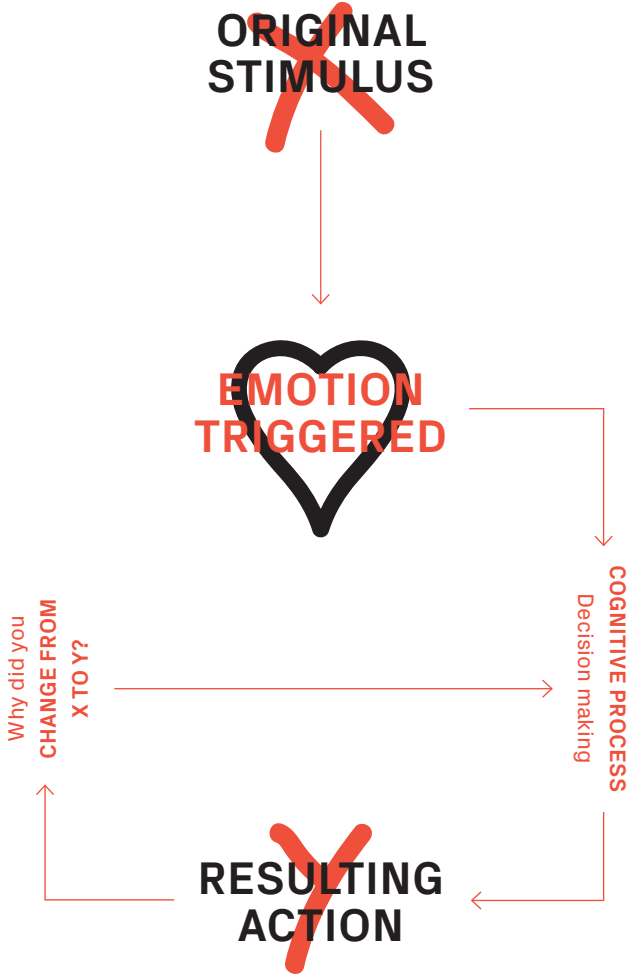 ORIGINAL
STIMULUS
EMOTION
TRIGGERED
Why did you
CHANGE FROM
X TO Y?
COGNITIVE PROCESS
Decision making
RESULTING
ACTION